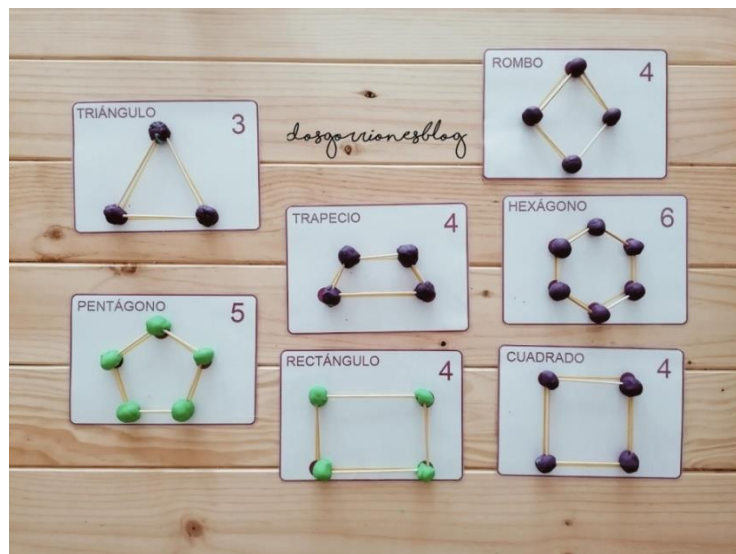 ROMBO 4
TRIÁNGULO 3
dosgorrionesblog
TRAPECIO 4
HEXÁGONO 6
PENTÁGONO 5
RECTÁNGULO 4
CUADRADO 4